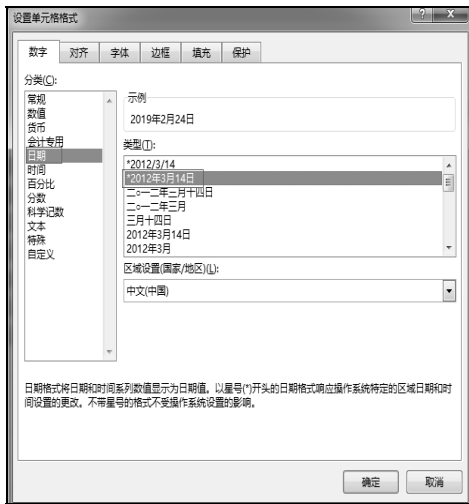 设置单元格格式
数字 对齐 字体 边框 填充 保护
分类(C):
常规
数值
货币
会计专用
日期
时间
百分比
分数
科学记数
文本
特殊
自定义
示例
2019年2月24日
类型(T):
*2012/3/14
*2012年3月14日
二○一二年三月十四日
二○一二年三月
三月十四日
2012年3月14日
2012年3月
区域设置(国家/地区)(L):
中文(中国)
日期格式将日期和时间系列数值显示为日期值。以星号(*)开头的日期格式响应操作系统特定的区域日期和时
间设置的更改。不带星号的格式不受操作系统设置的影响。
确定 取消